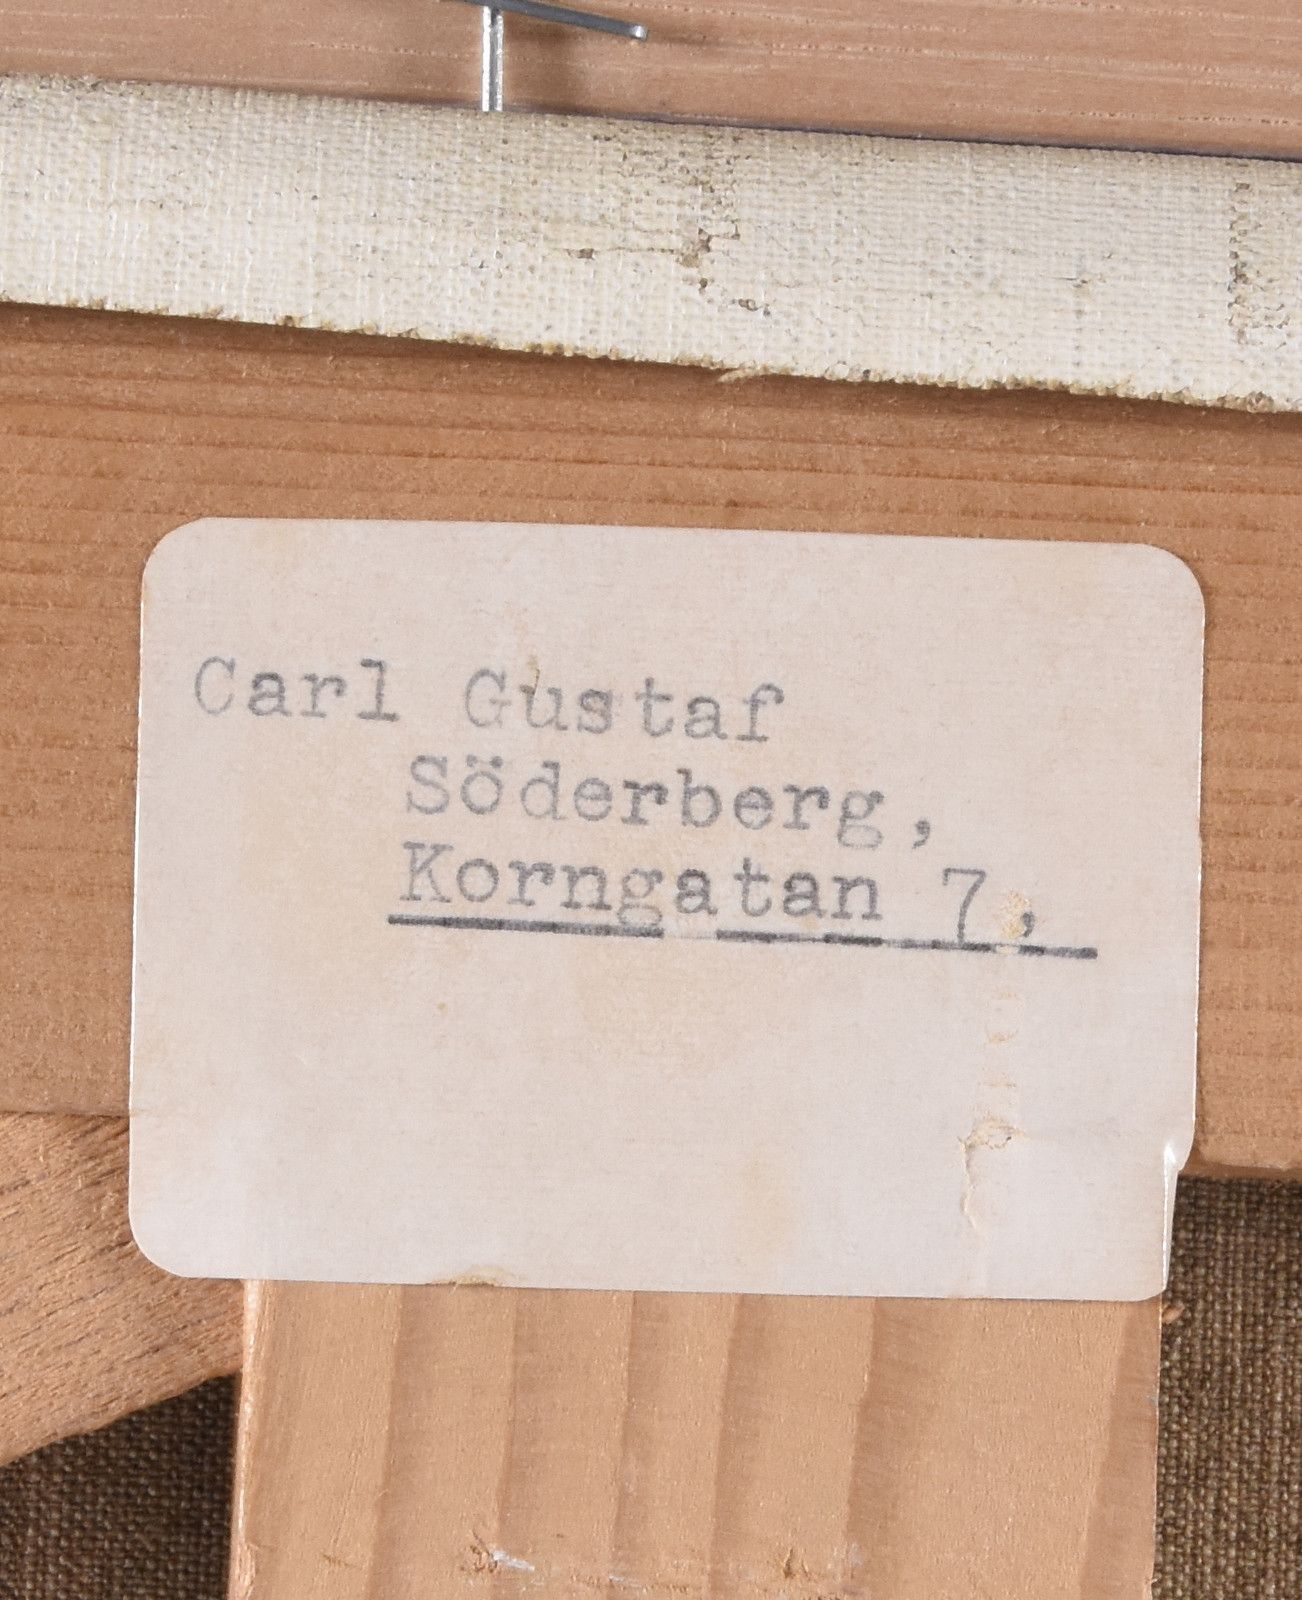 Carl Gustaf
Söderberg,
Korngatan 7,